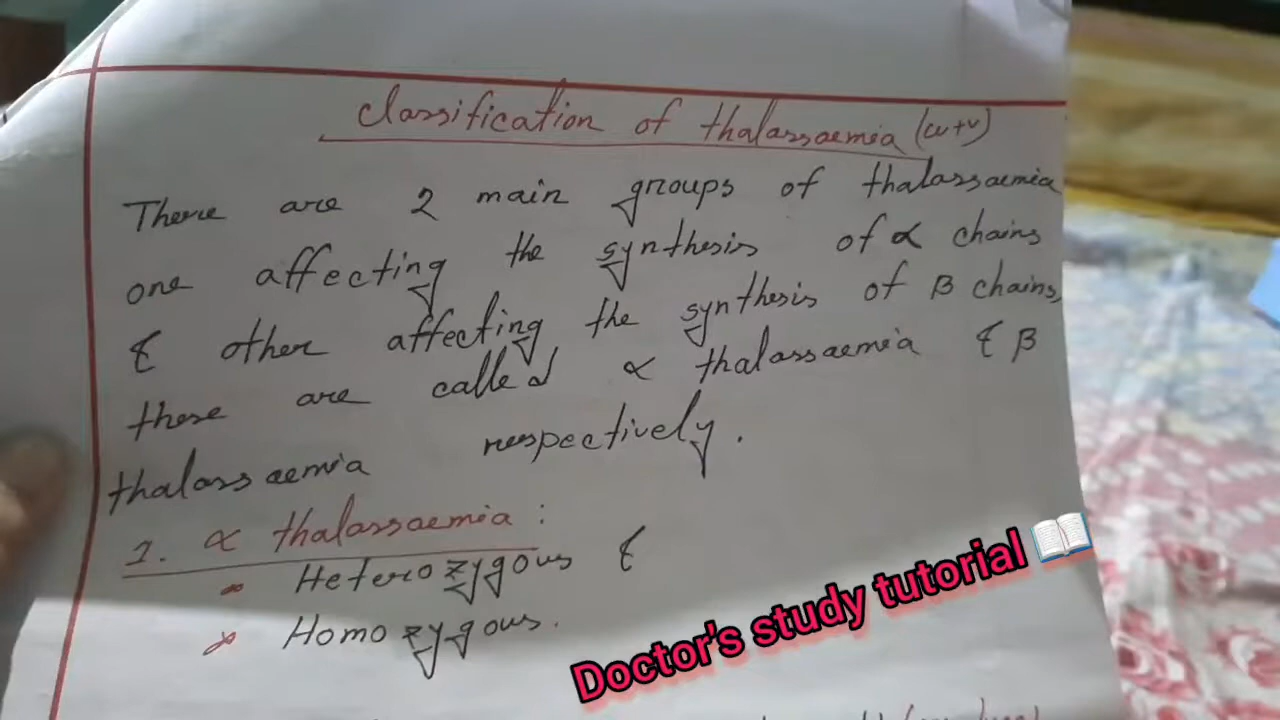 Classification of thalassaemia (w+v)
There are 2 main groups of thalassaemia
one affecting the synthesis of α chains
& other affecting the synthesis of β chains,
these are called α thalassaemia & β
thalassaemia respectively.
1. α thalassaemia :
Heterozygous &
Homozygous.
Doctor's study tutorial 📖